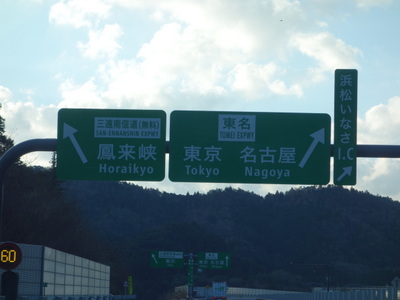 三遠南信道(無料)
SAN-ENNANSHIN EXPWY
鳳来峡
Horaikyo
東名
TOMEI EXPWY
東京 名古屋
Tokyo Nagoya
浜松いなさI.C
60